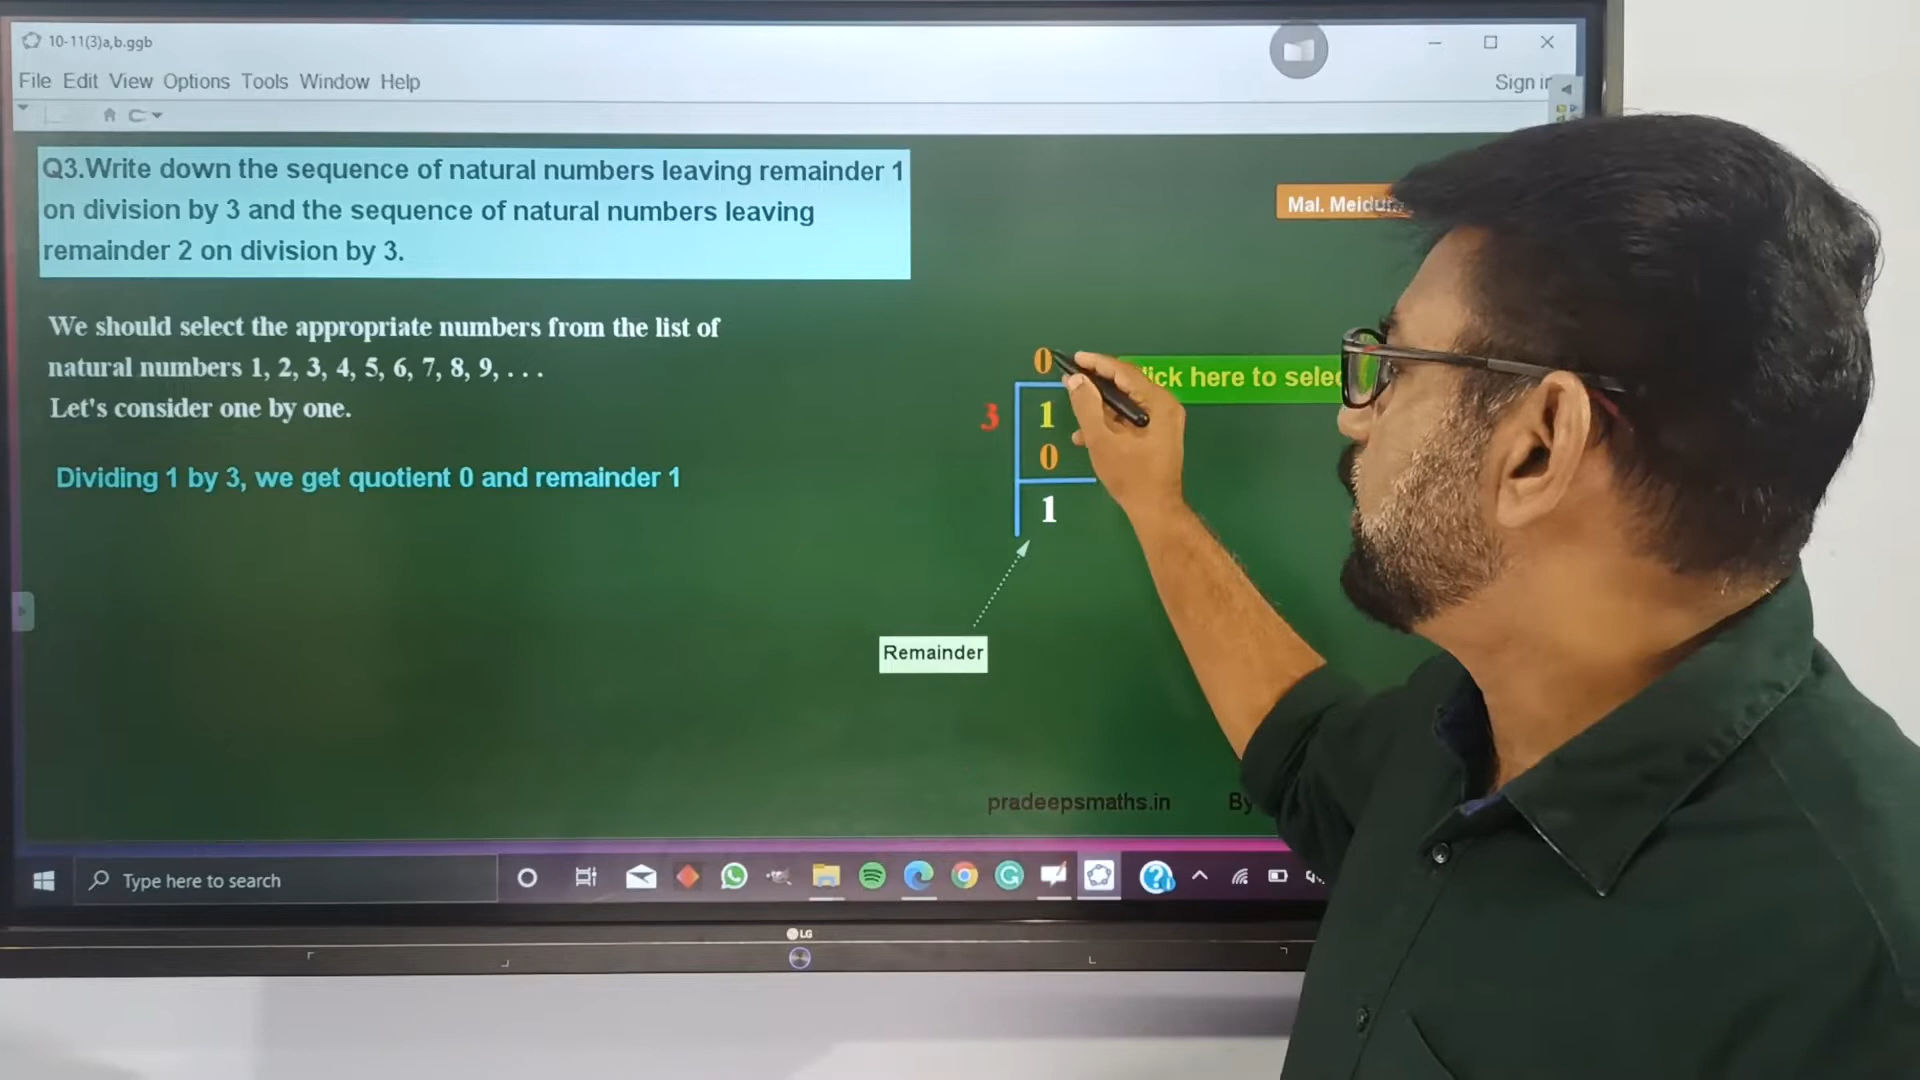 10-11(3)a,b.ggb
File Edit View Options Tools Window Help
Sign in
Q3.Write down the sequence of natural numbers leaving remainder 1
on division by 3 and the sequence of natural numbers leaving
remainder 2 on division by 3.
Mal.
We should select the appropriate numbers from the list of
natural numbers 1, 2, 3, 4, 5, 6, 7, 8, 9, . . .
Let's consider one by one.
Dividing 1 by 3, we get quotient 0 and remainder 1
0
3 1
0
1
here to
Remainder
pradeepsmaths.in By
Type here to search
LG